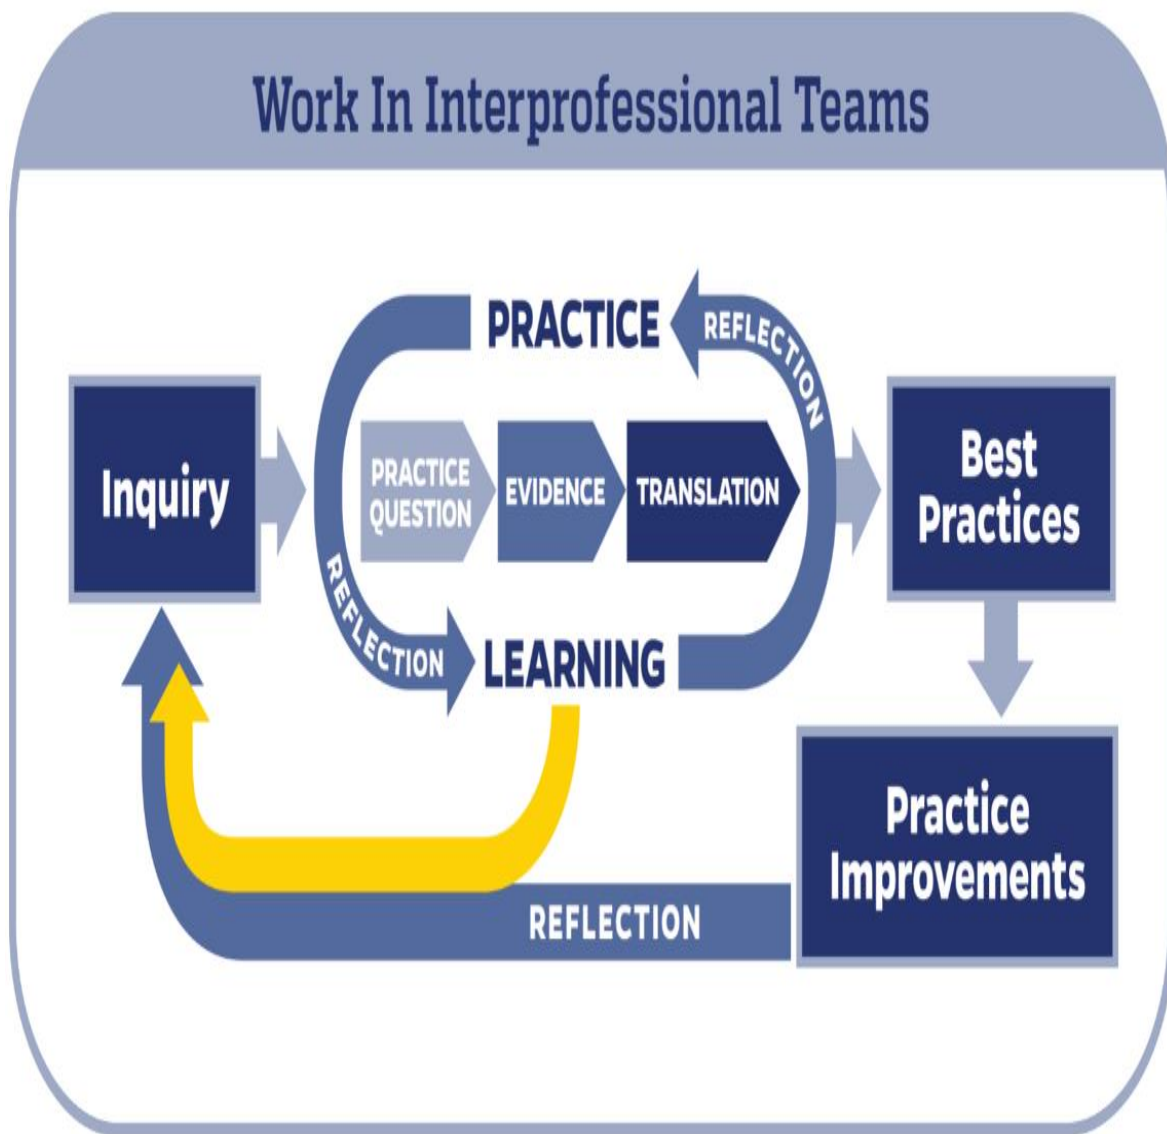 Work In Interprofessional Teams
PRACTICE
REFLECTION
Inquiry
PRACTICE
QUESTION
EVIDENCE
TRANSLATION
Best
Practices
REFLECTION
LEARNING
Practice
Improvements
REFLECTION